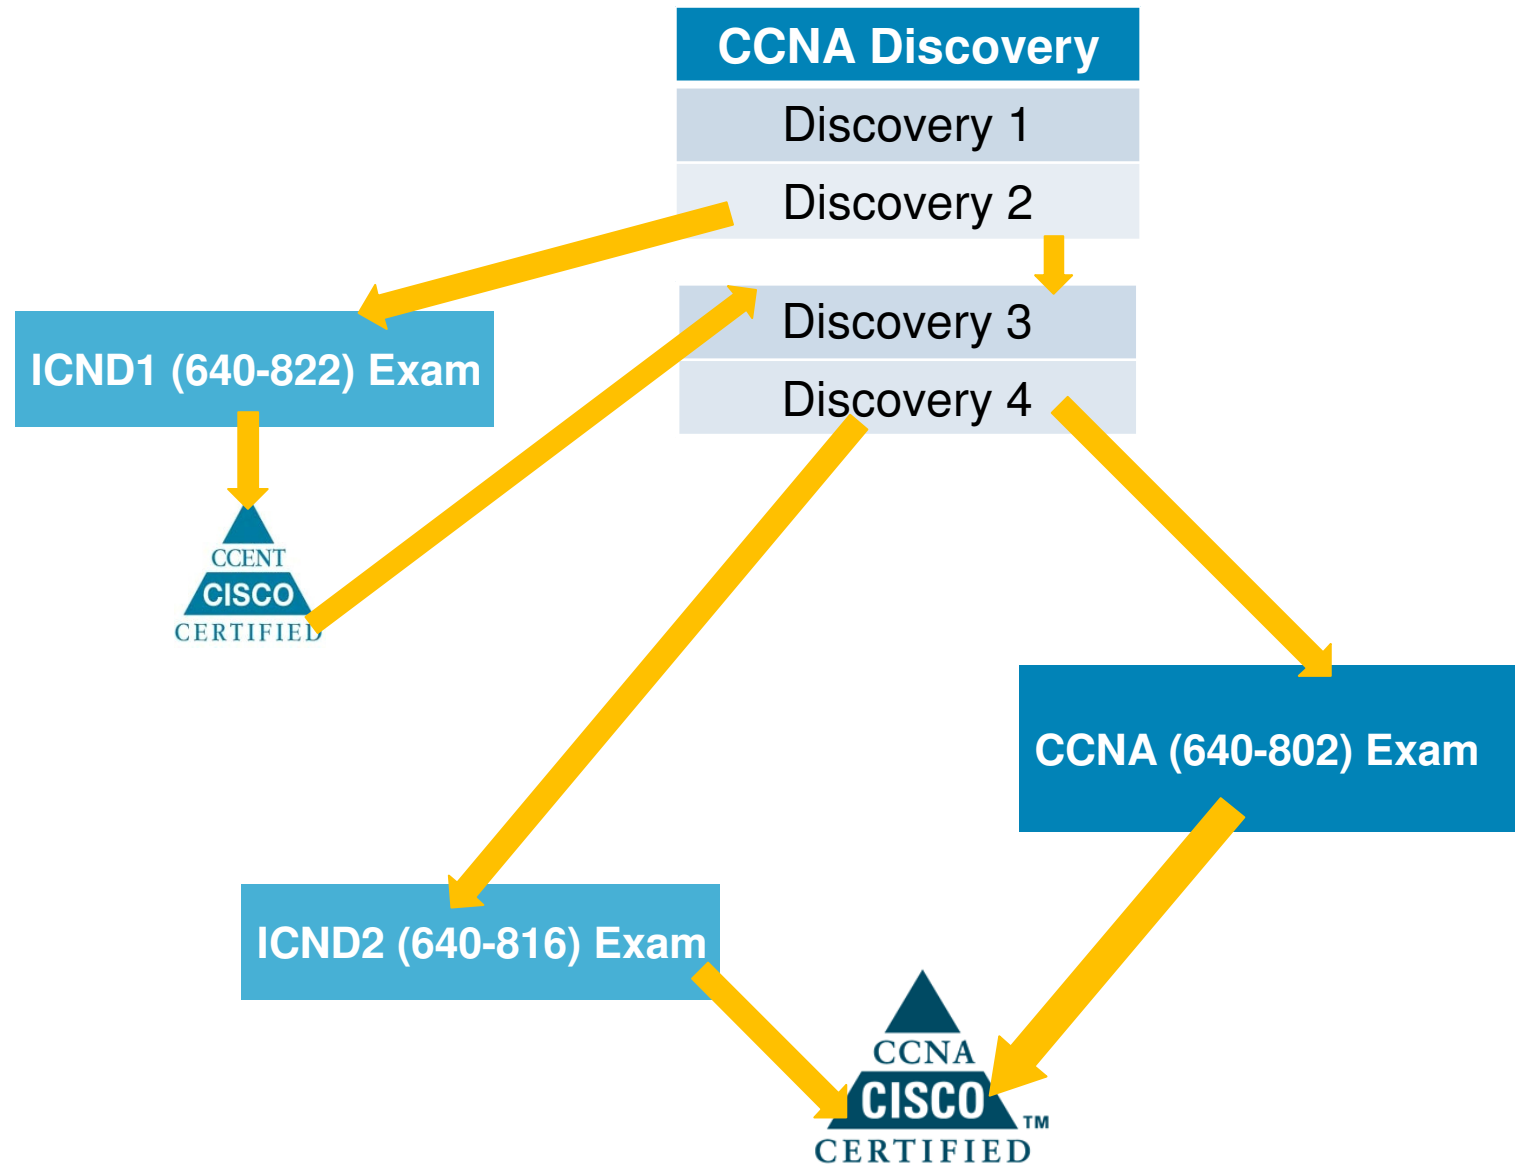 CCNA Discovery
Discovery 1
Discovery 2
Discovery 3
Discovery 4
ICND1 (640-822) Exam
CCENT
CISCO
CERTIFIED
CCNA (640-802) Exam
ICND2 (640-816) Exam
CCNA
CISCO
TM
CERTIFIED